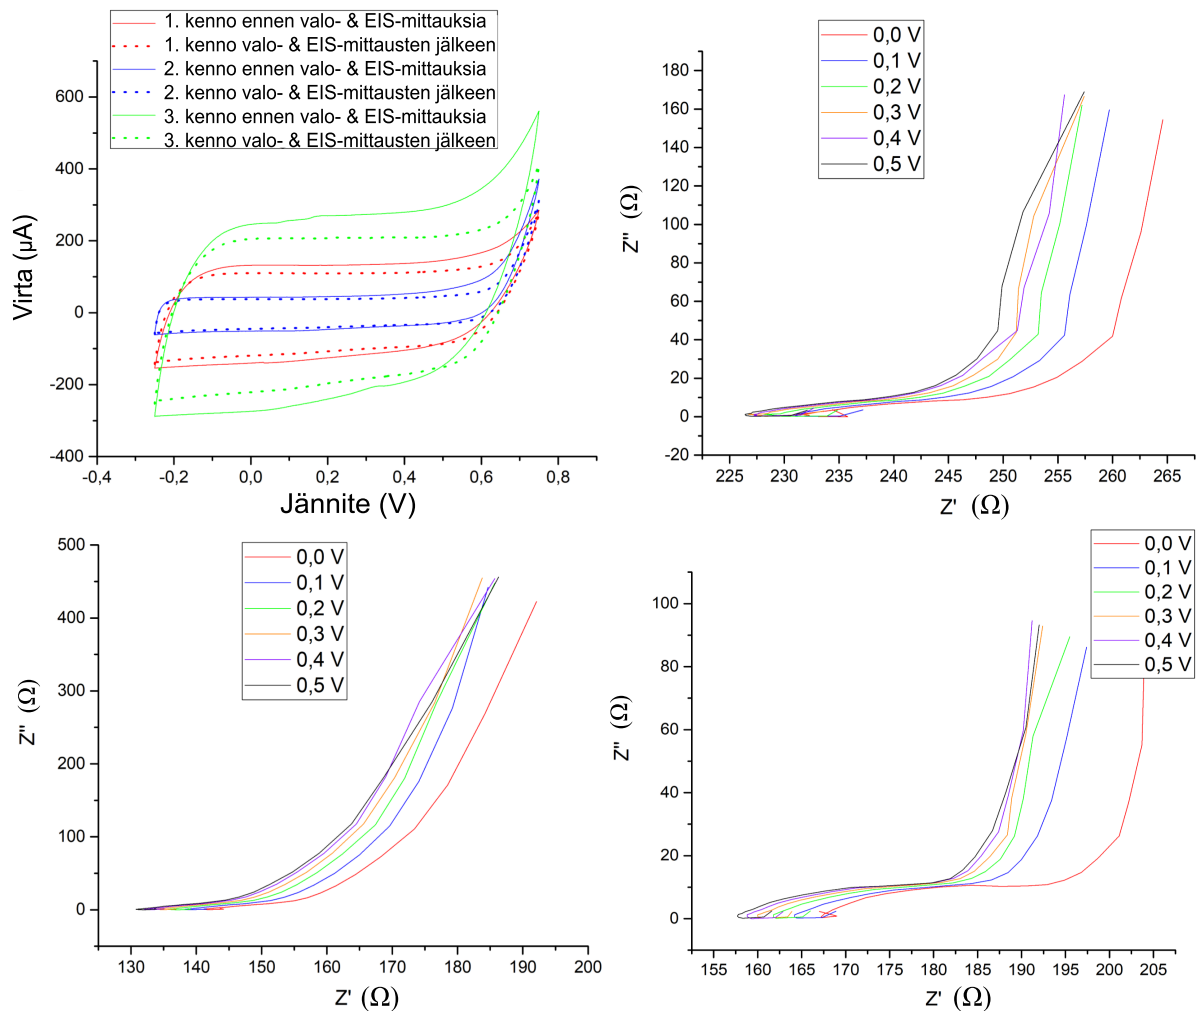 1. kenno ennen valo- & EIS-mittauksia
1. kenno valo- & EIS-mittausten jälkeen
2. kenno ennen valo- & EIS-mittauksia
2. kenno valo- & EIS-mittausten jälkeen
3. kenno ennen valo- & EIS-mittauksia
3. kenno valo- & EIS-mittausten jälkeen
600
400
200
0
-200
-400
Virta (µA)
-0,4 -0,2 0,0 0,2 0,4 0,6 0,8
Jännite (V)
0,0 V
0,1 V
0,2 V
0,3 V
0,4 V
0,5 V
180
160
140
120
100
80
60
40
20
0
-20
Z'' (Ω)
225 230 235 240 245 250 255 260 265
Z' (Ω)
0,0 V
0,1 V
0,2 V
0,3 V
0,4 V
0,5 V
500
400
300
200
100
0
Z'' (Ω)
130 140 150 160 170 180 190 200
Z' (Ω)
0,0 V
0,1 V
0,2 V
0,3 V
0,4 V
0,5 V
100
80
60
40
20
0
Z'' (Ω)
155 160 165 170 175 180 185 190 195 200 205
Z' (Ω)